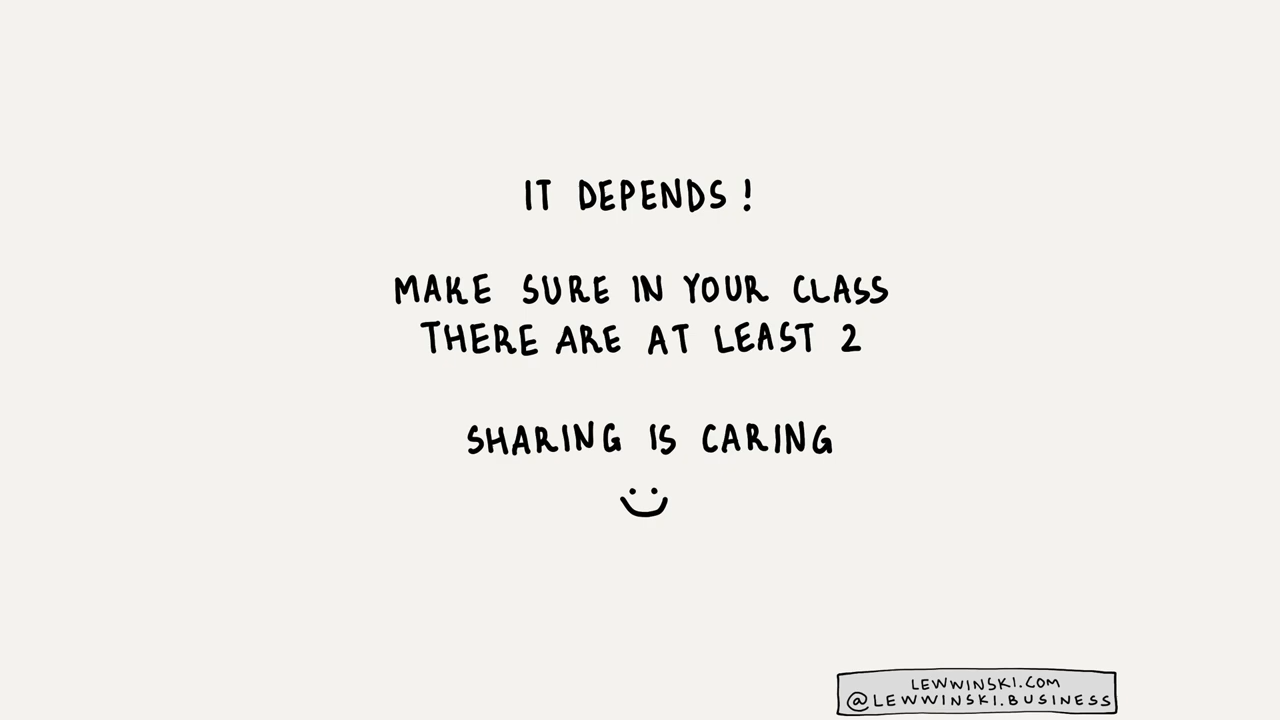 IT DEPENDS!
MAKE SURE IN YOUR CLASS
THERE ARE AT LEAST 2
SHARING IS CARING
LEWWINSKI.COM
@LEWWINSKI.BUSINESS